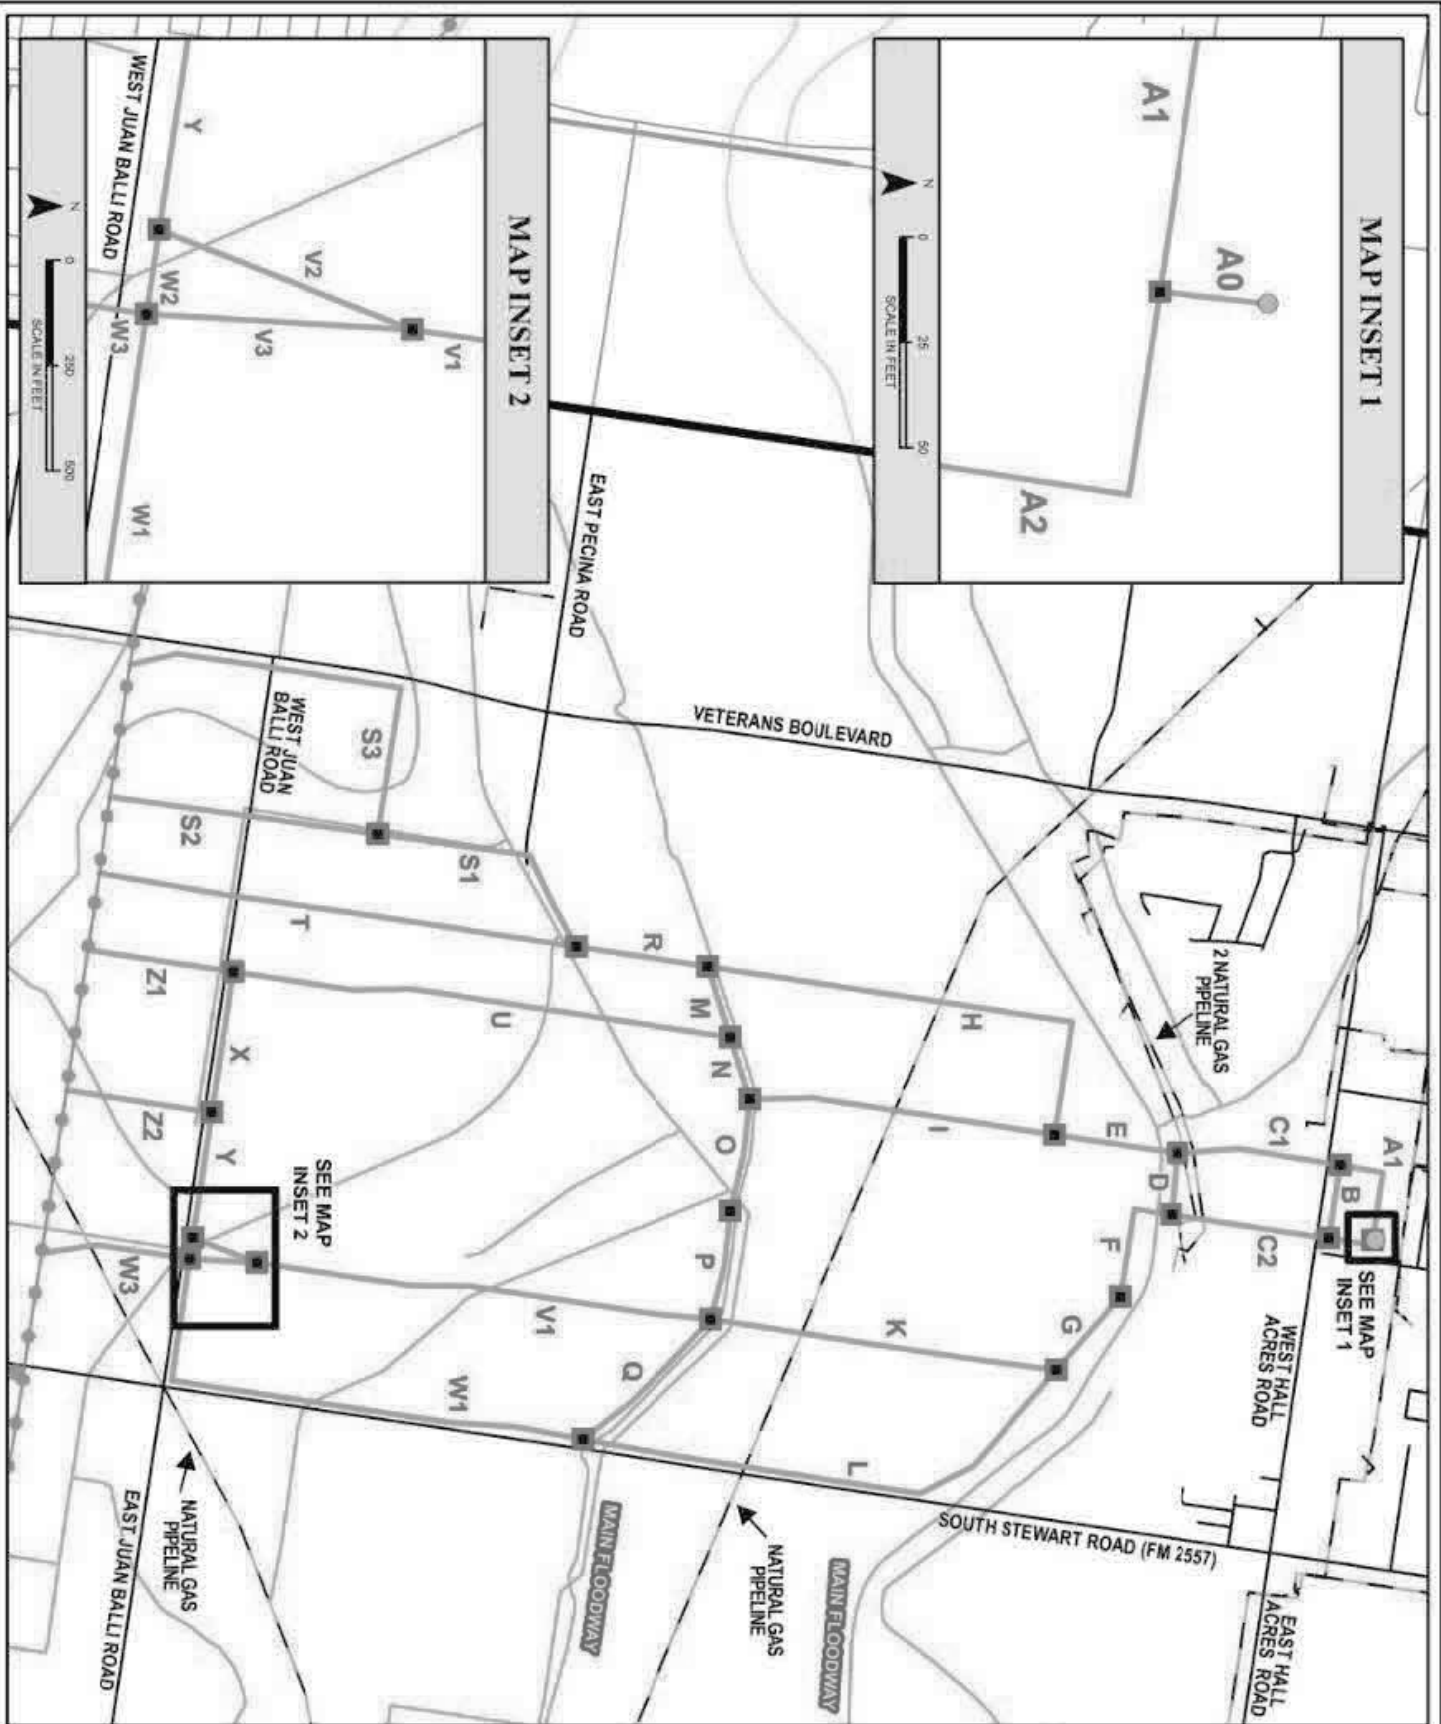 MAP INSET 1
A1
A0
A2
N
0
25
50
SCALE IN FEET
MAP INSET 2
WEST JUAN BALLI ROAD
Y
V2
W2
W3
V3
V1
W1
N
0
250
500
SCALE IN FEET
EAST PECINA ROAD
VETERANS BOULEVARD
WEST JUAN
BALLI ROAD
S3
S2
S1
T
R
M
N
H
U
Z1
X
Z2
Y
O
I
E
C1
A1
B
D
2 NATURAL GAS
PIPELINE
SEE MAP
INSET 2
SEE MAP
INSET 1
W3
V1
P
Q
K
G
F
C2
W1
L
WEST HALL
ACRES ROAD
SOUTH STEWART ROAD (FM 2557)
EAST HALL
ACRES ROAD
NATURAL GAS
PIPELINE
EAST JUAN BALLI ROAD
MAIN FLOODWAY
NATURAL GAS
PIPELINE
MAIN FLOODWAY